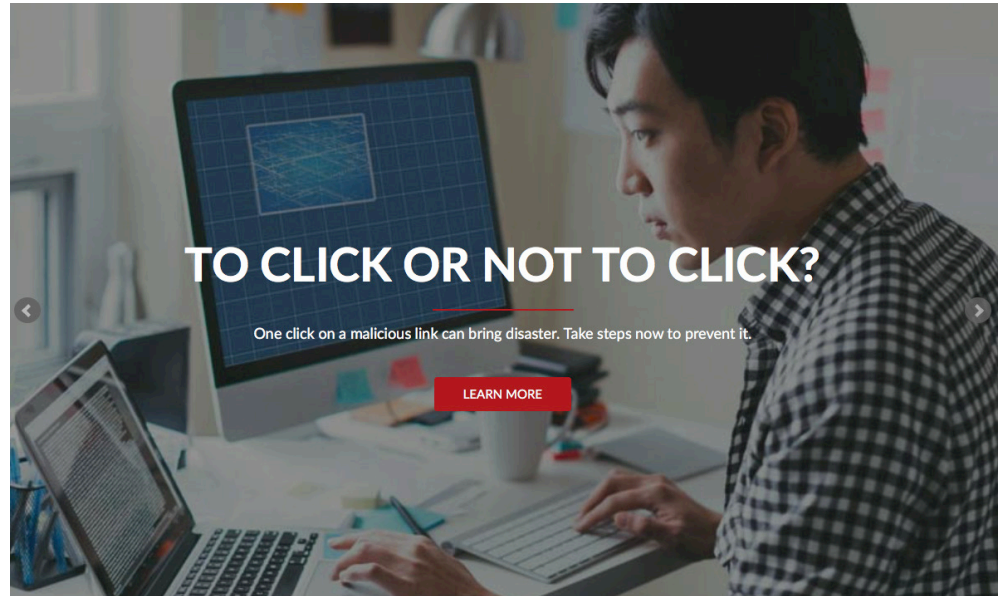 TO CLICK OR NOT TO CLICK?
One click on a malicious link can bring disaster. Take steps now to prevent it.
LEARN MORE